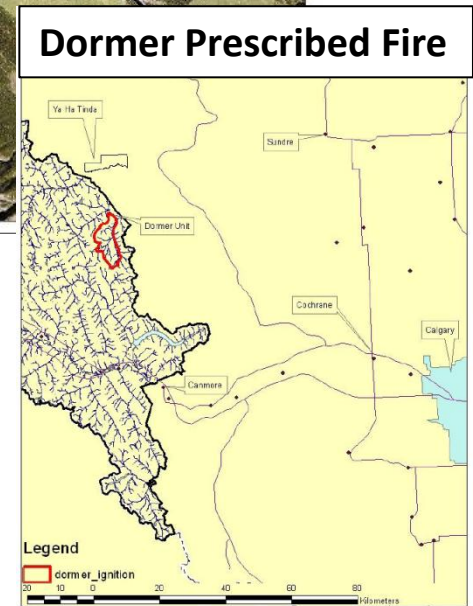 Dormer Prescribed Fire
Ya Ha Tinda
Sundre
Dormer Unit
Cochrane
Calgary
Canmore
Legend
dormer_ignition
20 10 0 20 40 60 80
Kilometers